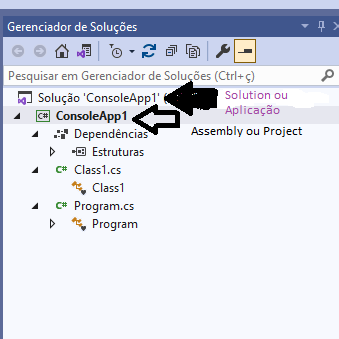 Gerenciador de Soluções
Pesquisar em Gerenciador de Soluções (Ctrl+ç)
Solução 'ConsoleApp1' (
Solution ou
Aplicação
C# ConsoleApp1
Assembly ou Project
Dependências
Estruturas
C# Class1.cs
Class1
C# Program.cs
Program